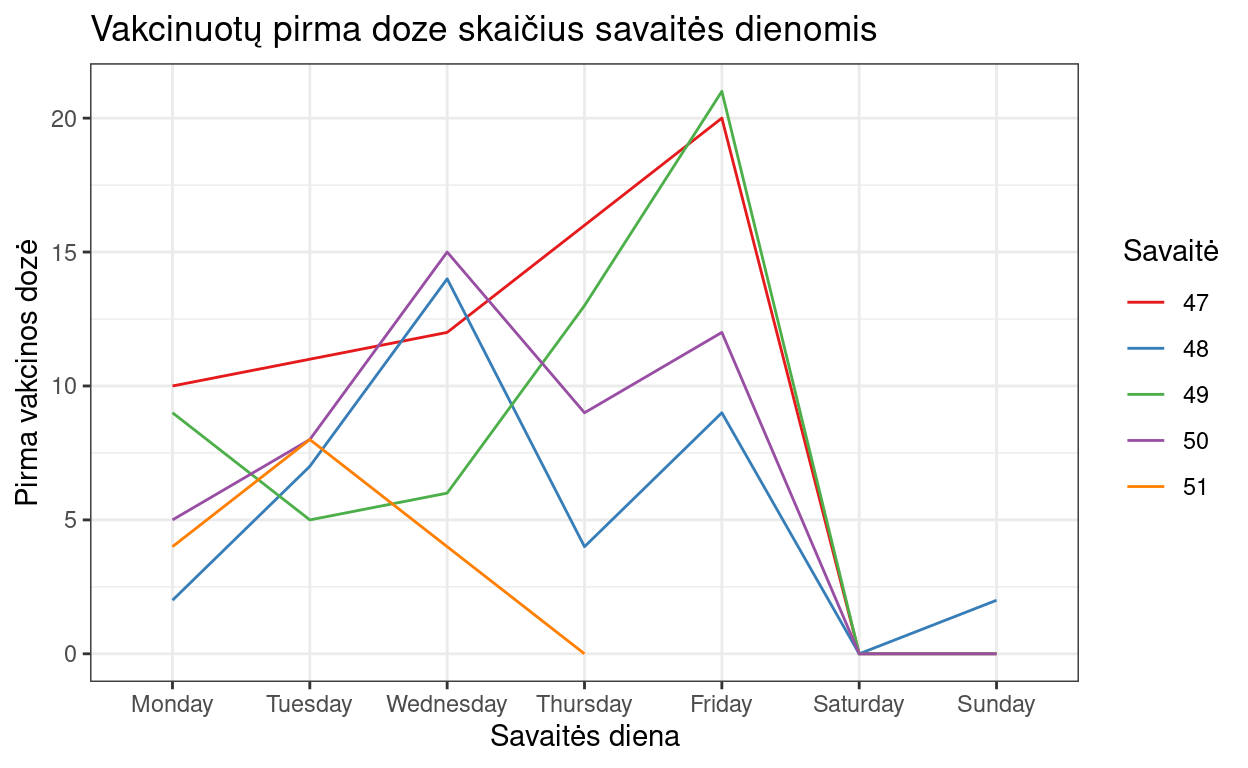 Vakcinuotų pirma doze skaičius savaitės dienomis
Pirma vakcinos dozė
20
15
10
5
0
Monday Tuesday Wednesday Thursday Friday Saturday Sunday
Savaitės diena
Savaitė
47
48
49
50
51